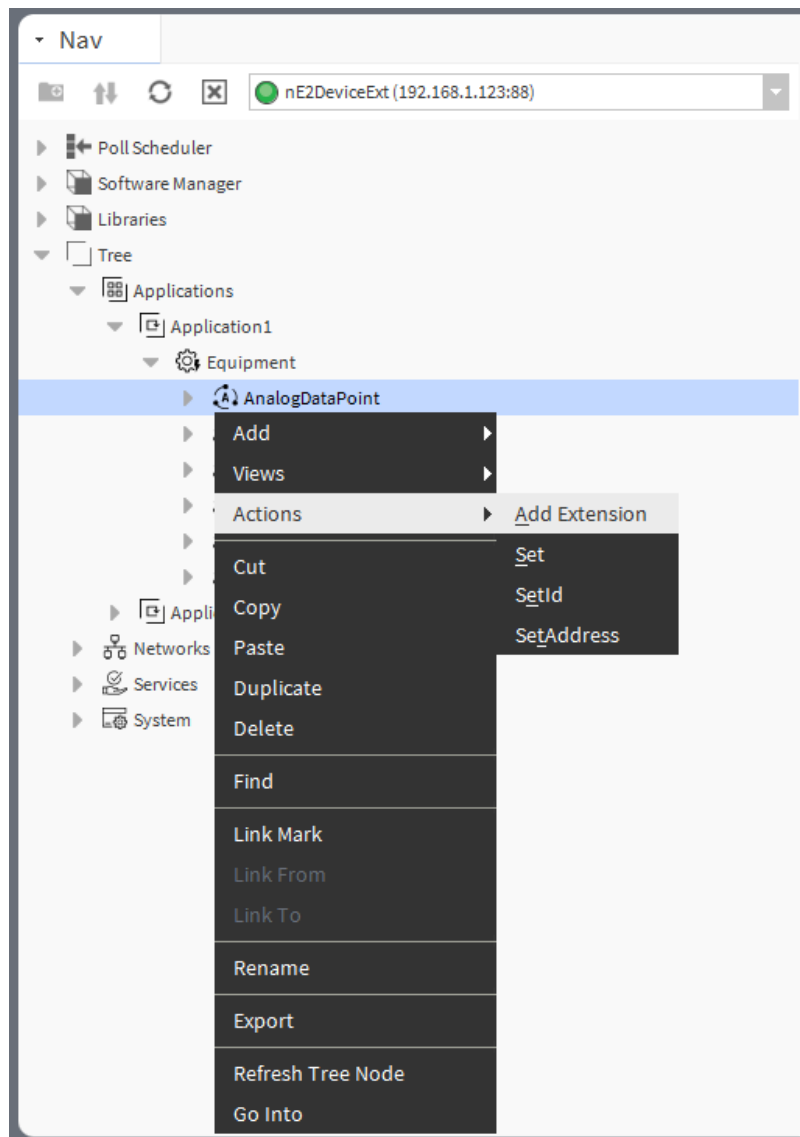 Nav
nE2DeviceExt (192.168.1.123:88)
Poll Scheduler
Software Manager
Libraries
Tree
Applications
Application1
Equipment
AnalogDataPoint
Add
Views
Actions
Add Extension
Set
SetId
SetAddress
Cut
Copy
Paste
Duplicate
Delete
Appli
Networks
Services
System
Find
Link Mark
Link From
Link To
Rename
Export
Refresh Tree Node
Go Into